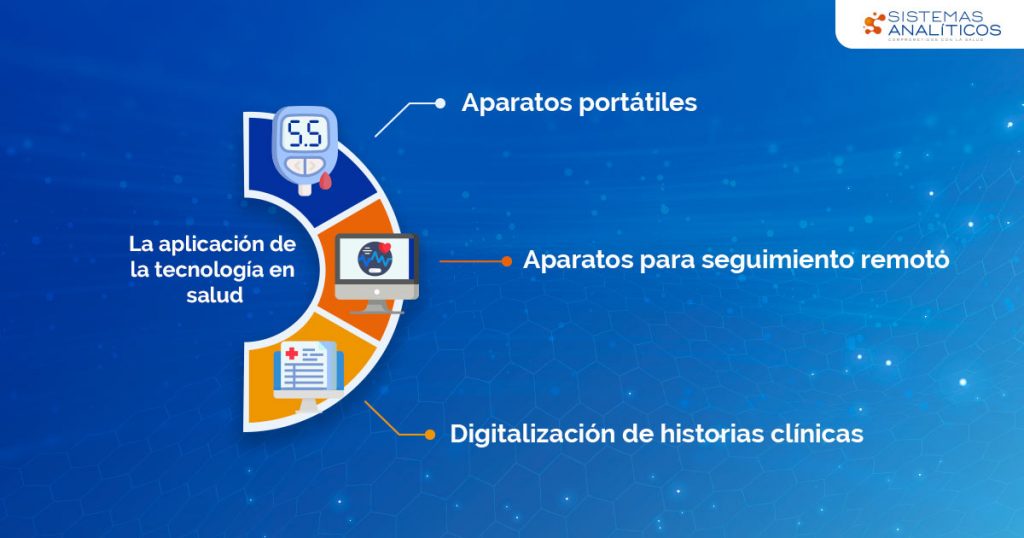 SISTEMAS
ANALÍTICOS
COMPROMETIDOS CON LA SALUD
Aparatos portátiles
5.5
La aplicación de
la tecnología en
salud
Aparatos para seguimiento remoto
Digitalización de historias clínicas